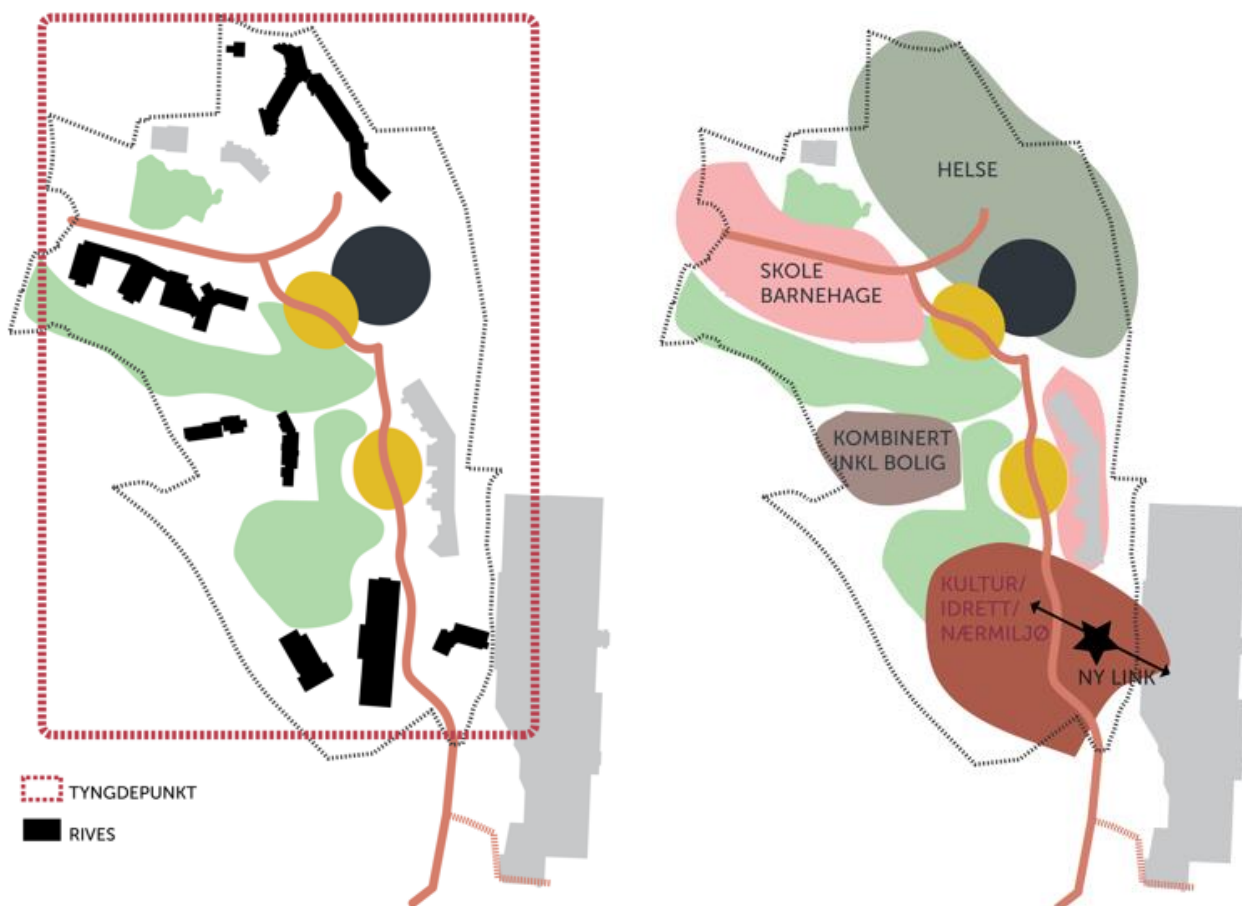 TYNGDEPUNKT
RIVES
HELSE
SKOLE
BARNEHAGE
KOMBINERT
INKL BOLIG
KULTUR/
IDRETT/
NÆRMILJØ
NY LINK